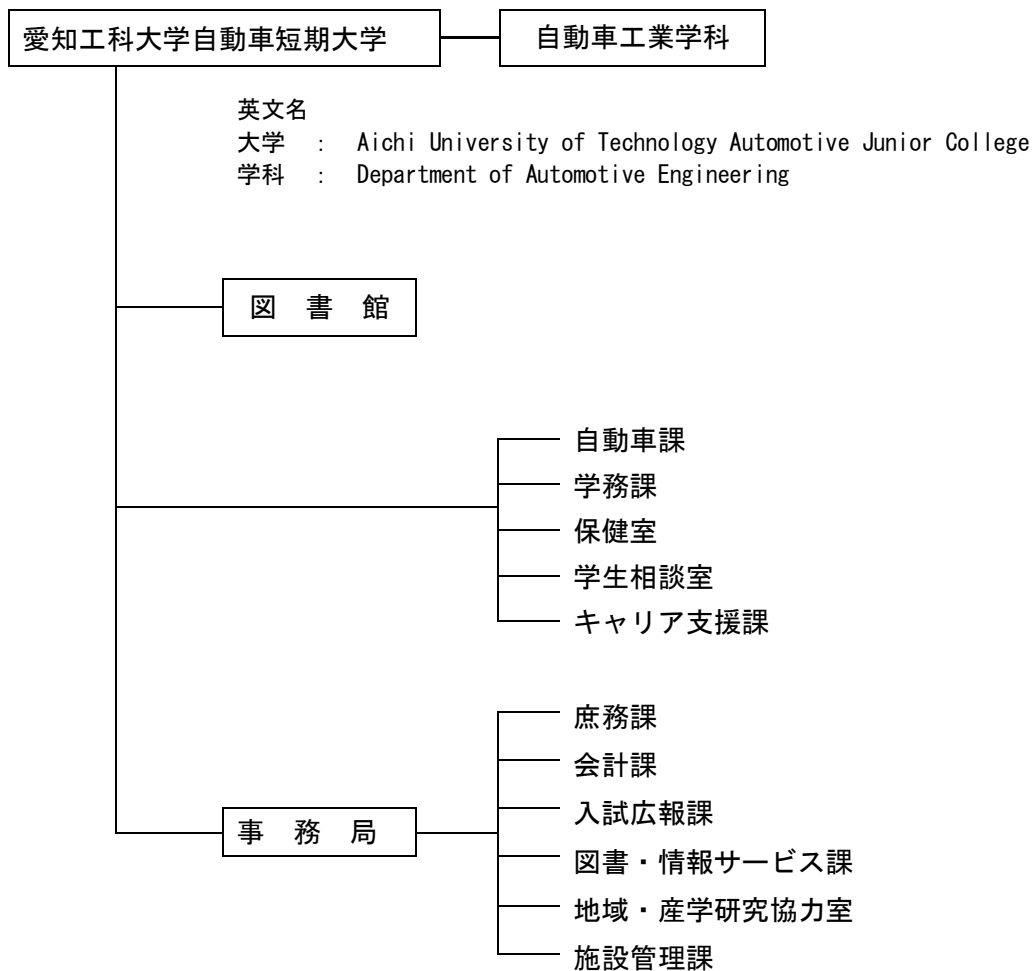 愛知工科大学自動車短期大学 自動車工業学科
英文名
大学 : Aichi University of Technology Automotive Junior College
学科 : Department of Automotive Engineering
図 書 館
自動車課
学務課
保健室
学生相談室
キャリア支援課
庶務課
会計課
入試広報課
事 務 局
図書・情報サービス課
地域・産学研究協力室
施設管理課